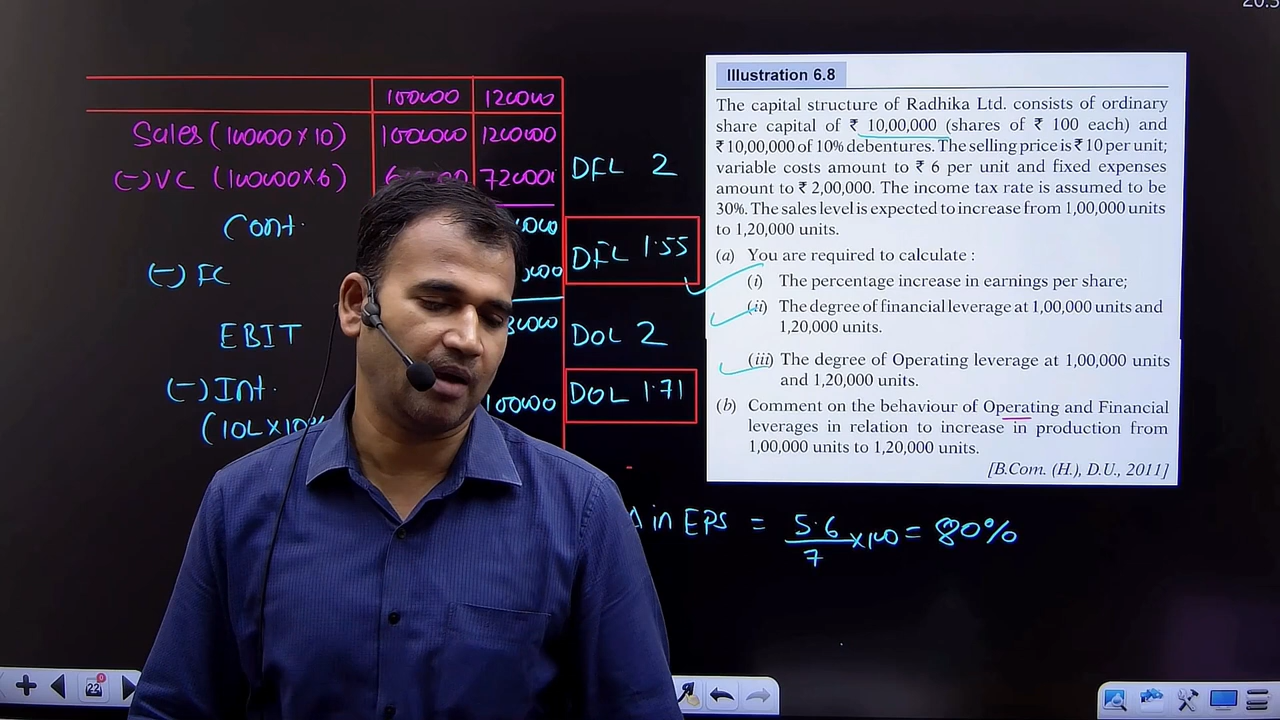 20.5
100000 120000
Sales (100000×10) 1000000 1200000
(-) VC (100000×6) 720000
Cont.
(-) FC
EBIT
(-) Int.
(10L×10%
100000
DFL 2
DFL 1.55
DOL 2
DOL 1.71
Illustration 6.8
The capital structure of Radhika Ltd. consists of ordinary
share capital of ₹ 10,00,000 (shares of ₹ 100 each) and
₹ 10,00,000 of 10% debentures. The selling price is ₹ 10 per unit;
variable costs amount to ₹ 6 per unit and fixed expenses
amount to ₹ 2,00,000. The income tax rate is assumed to be
30%. The sales level is expected to increase from 1,00,000 units
to 1,20,000 units.
(a) You are required to calculate :
(i) The percentage increase in earnings per share;
(ii) The degree of financial leverage at 1,00,000 units and
1,20,000 units.
(iii) The degree of Operating leverage at 1,00,000 units
and 1,20,000 units.
(b) Comment on the behaviour of Operating and Financial
leverages in relation to increase in production from
1,00,000 units to 1,20,000 units.
[B.Com. (H.), D.U., 2011]
in EPS = 5.6/7 ×100 = 80%
22